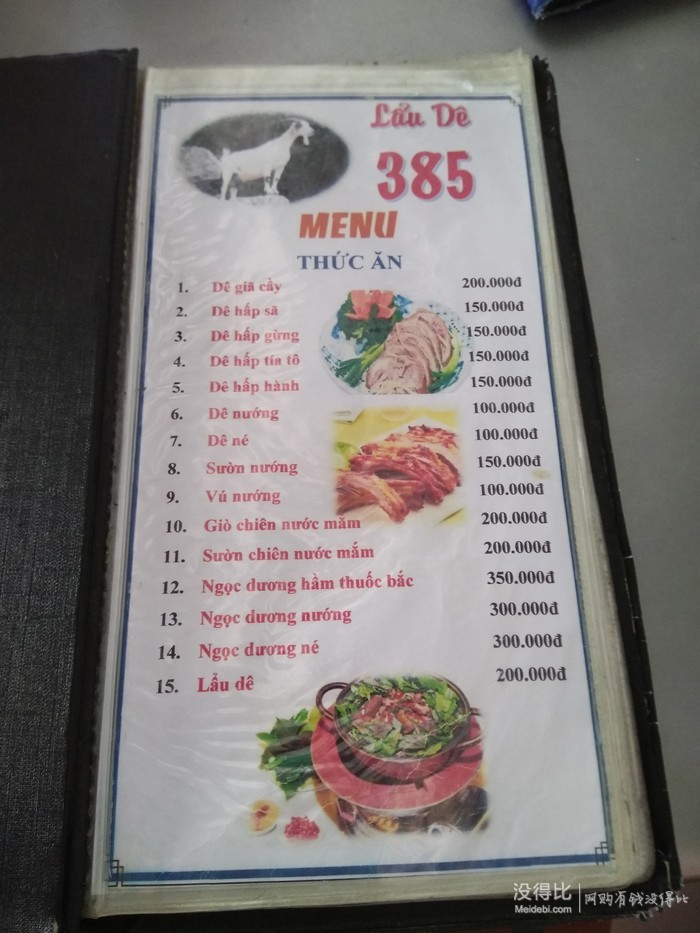 Lẩu Dê
385
MENU
THỨC ĂN
1. Dê giã cầy 200.000đ
2. Dê hấp sã 150.000đ
3. Dê hấp gừng 150.000đ
4. Dê hấp tía tô 150.000đ
5. Dê hấp hành 150.000đ
6. Dê nướng 100.000đ
7. Dê né 100.000đ
8. Sườn nướng 150.000đ
9. Vú nướng 100.000đ
10. Giò chiên nước mắm 200.000đ
11. Sườn chiên nước mắm 200.000đ
12. Ngọc dương hầm thuốc bắc 350.000đ
13. Ngọc dương nướng 300.000đ
14. Ngọc dương né 300.000đ
15. Lẩu dê 200.000đ
没得比 网购省钱没得比
Meidebi.com